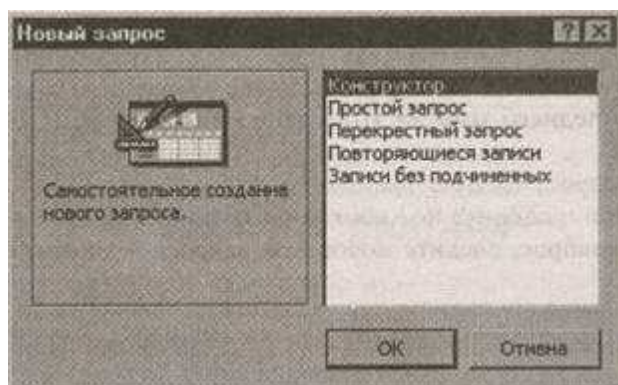 Новый запрос
Самостоятельное создание
нового запроса.
Конструктор
Простой запрос
Перекрестный запрос
Повторяющиеся записи
Записи без подчиненных
ОК
Отмена